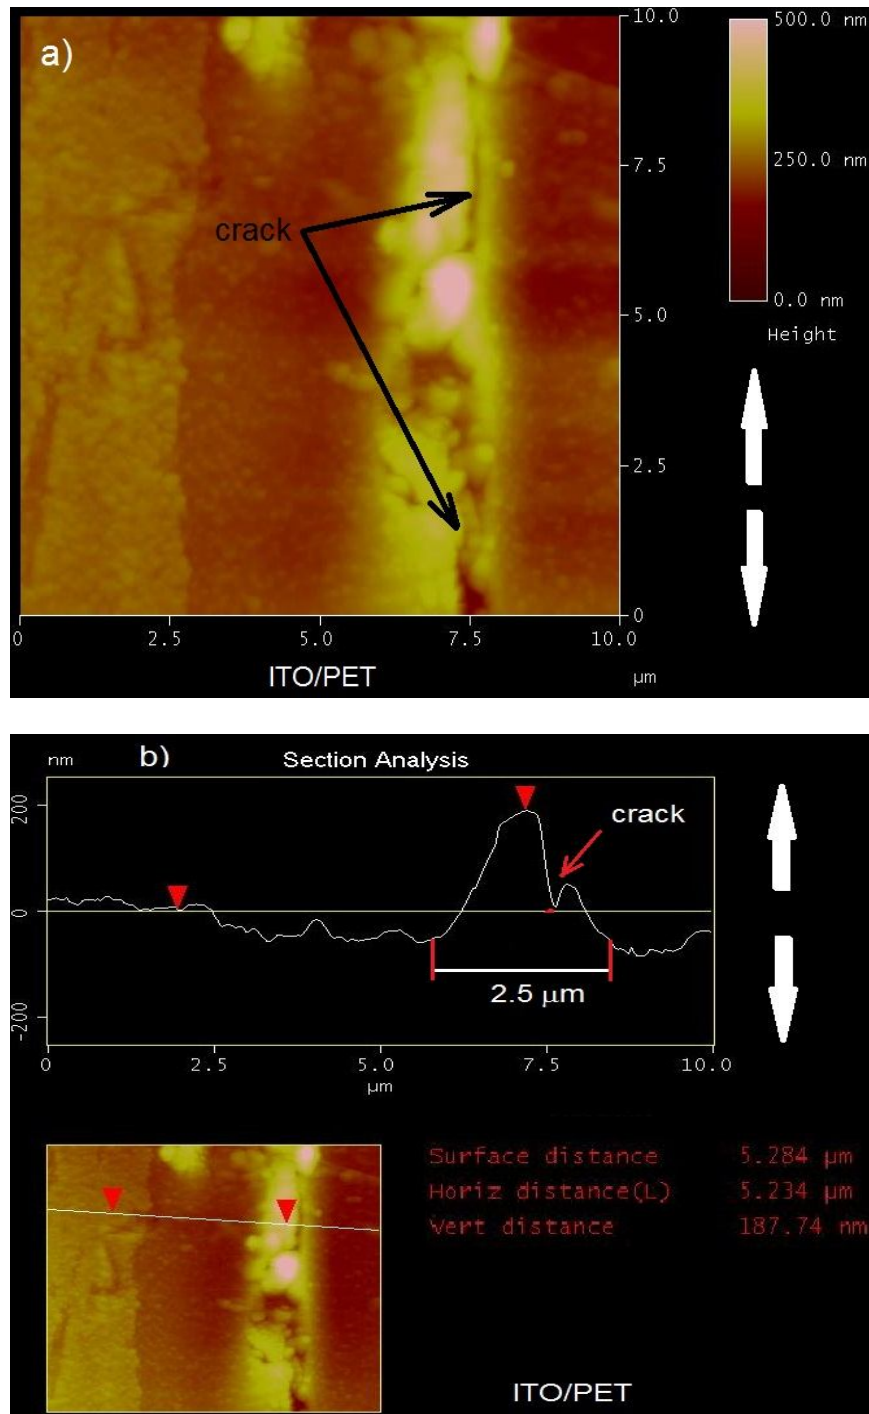 a)
crack
10.0
7.5
5.0
2.5
0
0 2.5 5.0 7.5 10.0
μm
ITO/PET
500.0 nm
250.0 nm
0.0 nm
Height
nm b) Section Analysis
200
0
-200
crack
2.5 μm
0 2.5 5.0 7.5 10.0
μm
Surface distance 5.284 μm
Horiz distance(L) 5.234 μm
Vert distance 187.74 nm
ITO/PET